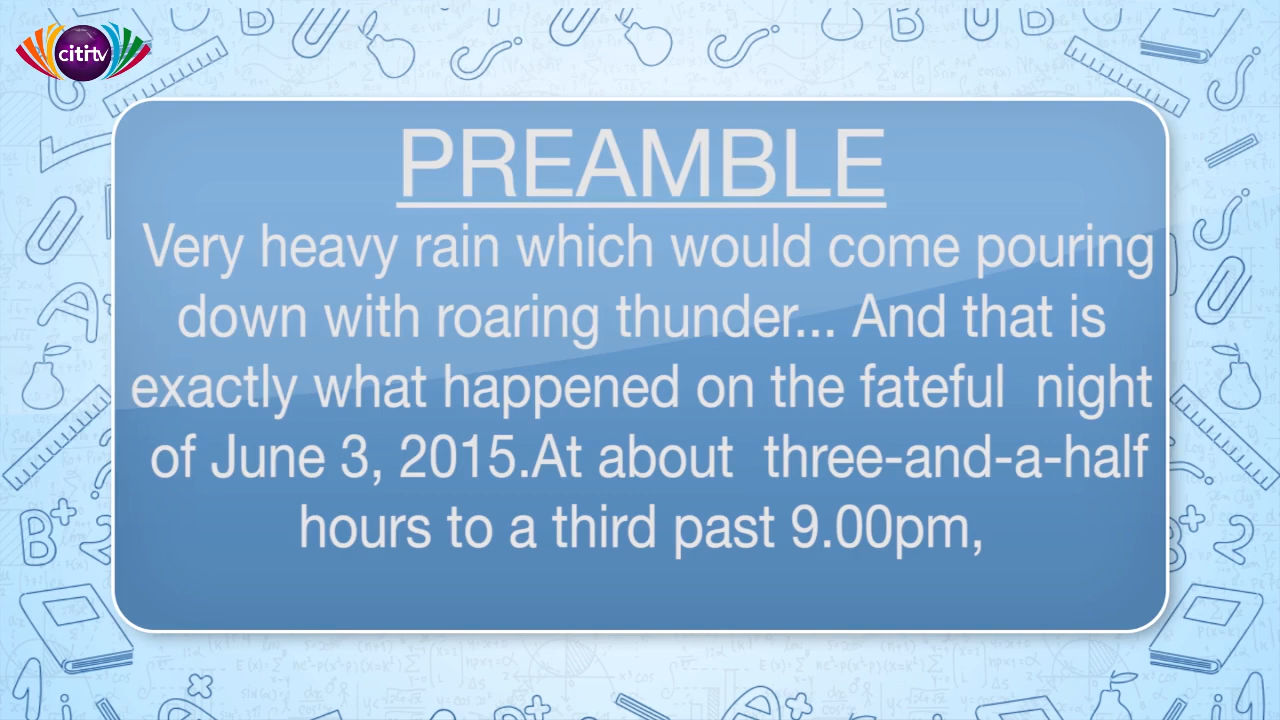 citi tv
PREAMBLE
Very heavy rain which would come pouring
down with roaring thunder... And that is
exactly what happened on the fateful night
of June 3, 2015.At about three-and-a-half
hours to a third past 9.00pm,